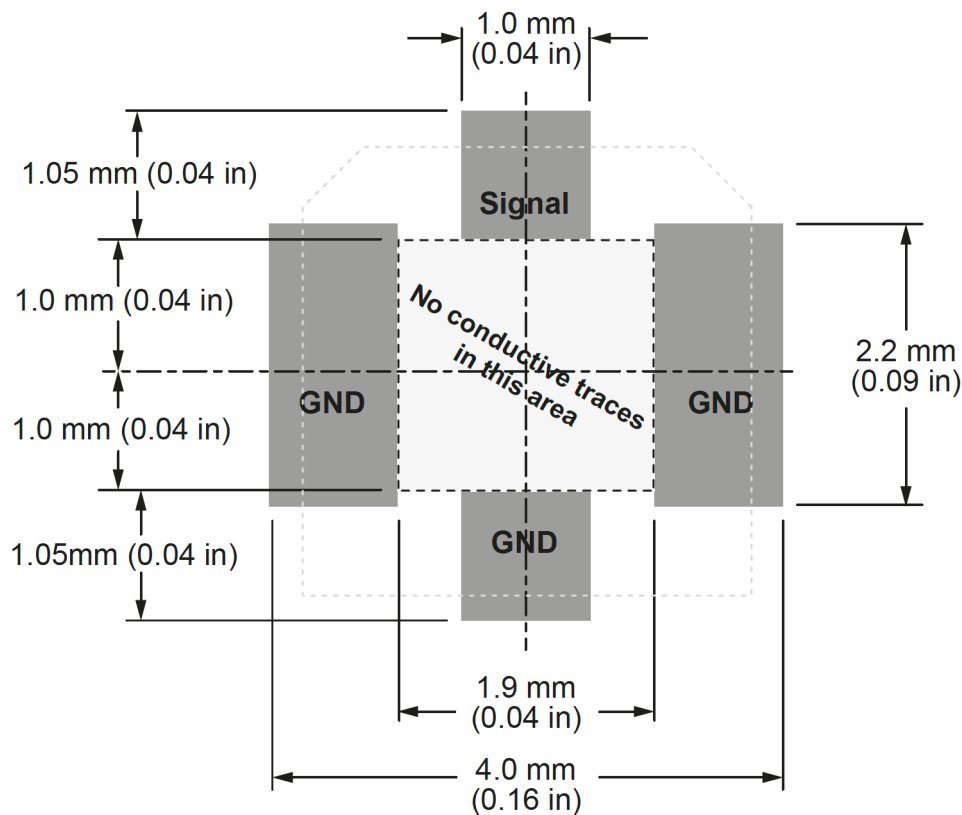 1.0 mm
(0.04 in)
1.05 mm (0.04 in)
Signal
1.0 mm (0.04 in)
No conductive traces
in this area
2.2 mm
(0.09 in)
GND
GND
1.0 mm (0.04 in)
GND
1.05mm (0.04 in)
1.9 mm
(0.04 in)
4.0 mm
(0.16 in)